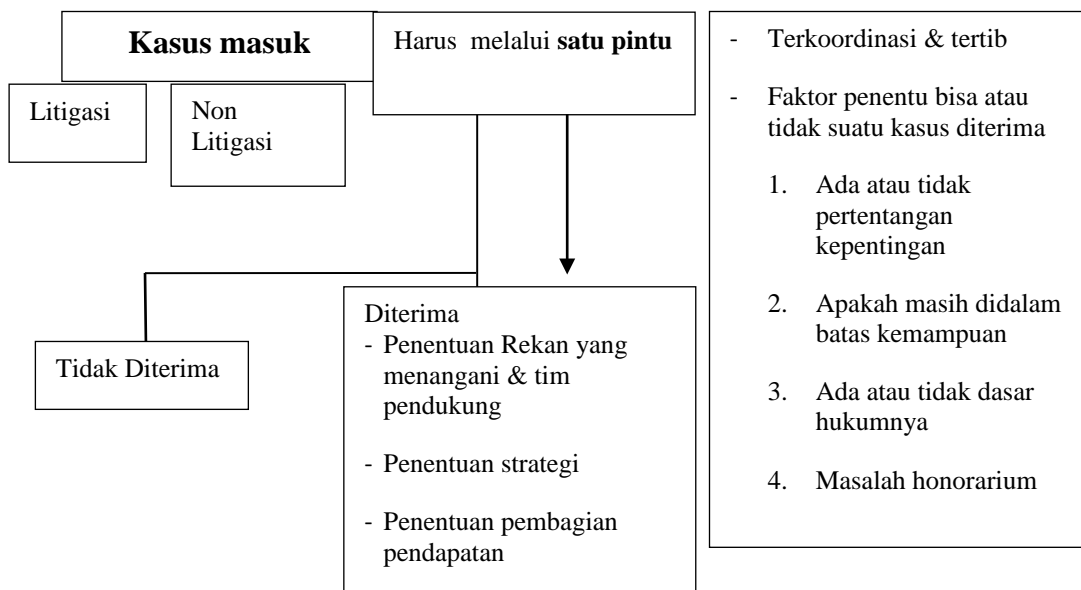 Kasus masuk
Litigasi
Non
Litigasi
Harus melalui satu pintu
Tidak Diterima
Diterima
- Penentuan Rekan yang
menangani & tim
pendukung
- Penentuan strategi
- Penentuan pembagian
pendapatan
- Terkoordinasi & tertib
- Faktor penentu bisa atau
tidak suatu kasus diterima
1. Ada atau tidak
pertentangan
kepentingan
2. Apakah masih didalam
batas kemampuan
3. Ada atau tidak dasar
hukumnya
4. Masalah honorarium